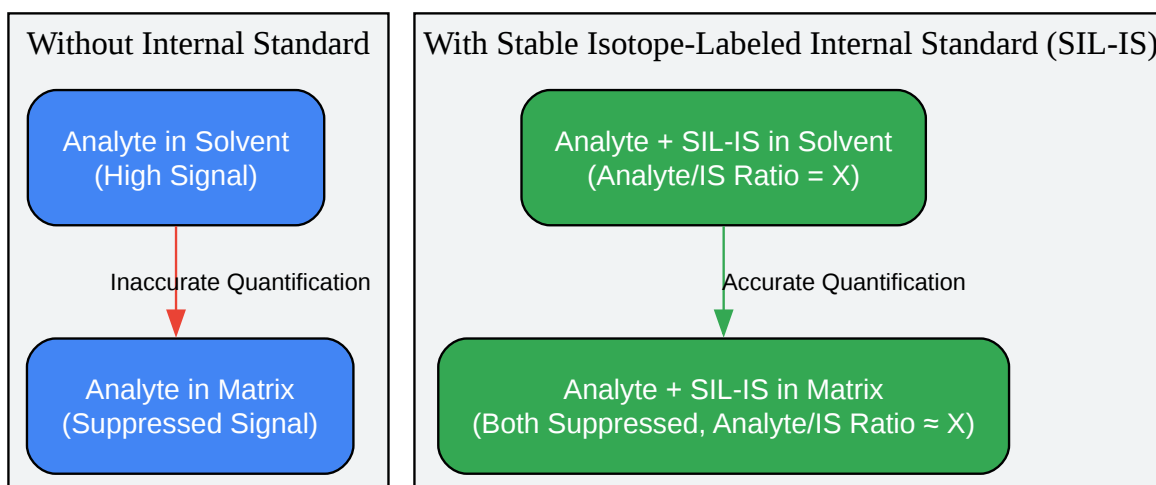 Without Internal Standard
Analyte in Solvent
(High Signal)
Inaccurate Quantification
Analyte in Matrix
(Suppressed Signal)
With Stable Isotope-Labeled Internal Standard (SIL-IS)
Analyte + SIL-IS in Solvent
(Analyte/IS Ratio = X)
Accurate Quantification
Analyte + SIL-IS in Matrix
(Both Suppressed, Analyte/IS Ratio ≈ X)